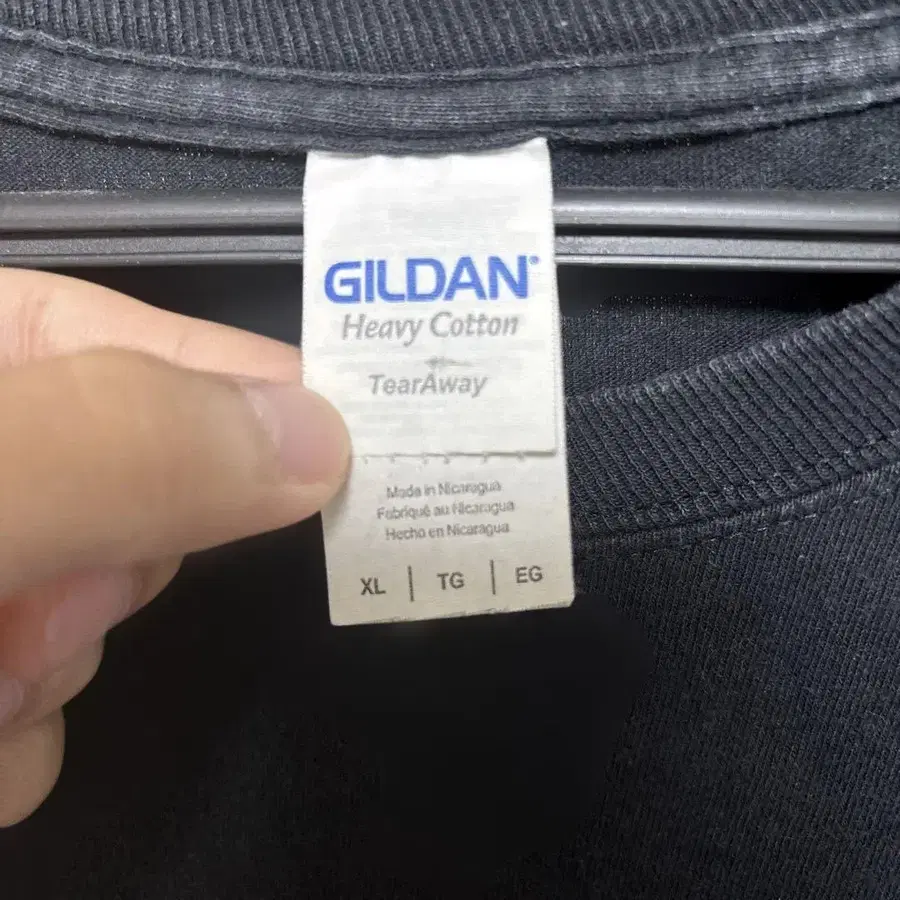 GILDAN®
Heavy Cotton
TearAway
Made in Nicaragua
Fabriqué au Nicaragua
Hecho en Nicaragua
XL | TG | EG